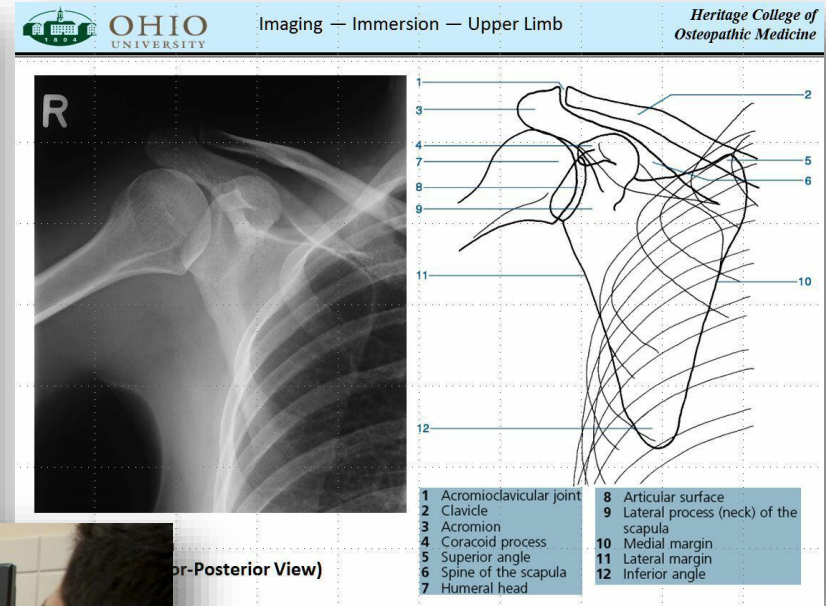 OHIO
UNIVERSITY
1804
Imaging — Immersion — Upper Limb
Heritage College of
Osteopathic Medicine
R
1
2
3
4
5
7
6
8
9
11
10
12
1 Acromioclavicular joint
2 Clavicle
3 Acromion
4 Coracoid process
5 Superior angle
6 Spine of the scapula
7 Humeral head
8 Articular surface
9 Lateral process (neck) of the
scapula
10 Medial margin
11 Lateral margin
12 Inferior angle
or-Posterior View)